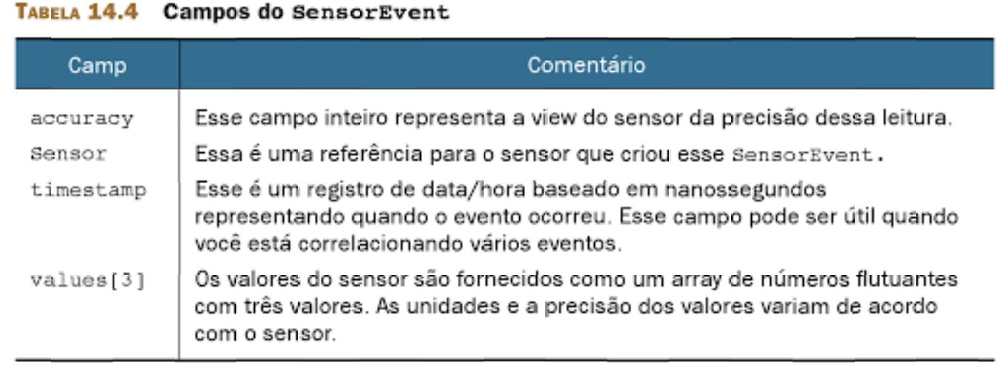 TABELA 14.4 Campos do SensorEvent
Camp Comentário
accuracy Esse campo inteiro representa a view do sensor da precisão dessa leitura.
Sensor Essa é uma referência para o sensor que criou esse SensorEvent.
timestamp Esse é um registro de data/hora baseado em nanossegundos
representando quando o evento ocorreu. Esse campo pode ser útil quando
você está correlacionando vários eventos.
values[3] Os valores do sensor são fornecidos como um array de números flutuantes
com três valores. As unidades e a precisão dos valores variam de acordo
com o sensor.